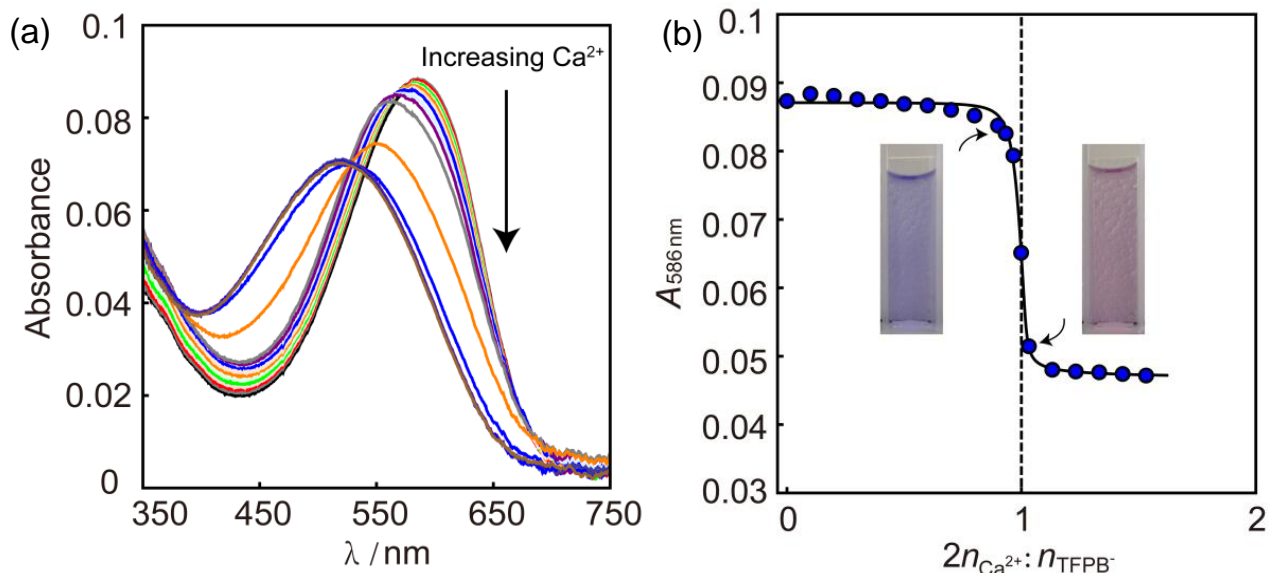 (a)
0.1
0.08
0.06
0.04
0.02
0
Absorbance
Increasing Ca²⁺
350 450 550 650 750
λ / nm
(b)
0.1
0.09
0.08
0.07
0.06
0.05
0.04
0.03
A₅₈₆ ₙₘ
0 1 2
2n_Ca²⁺ : n_TFPB⁻